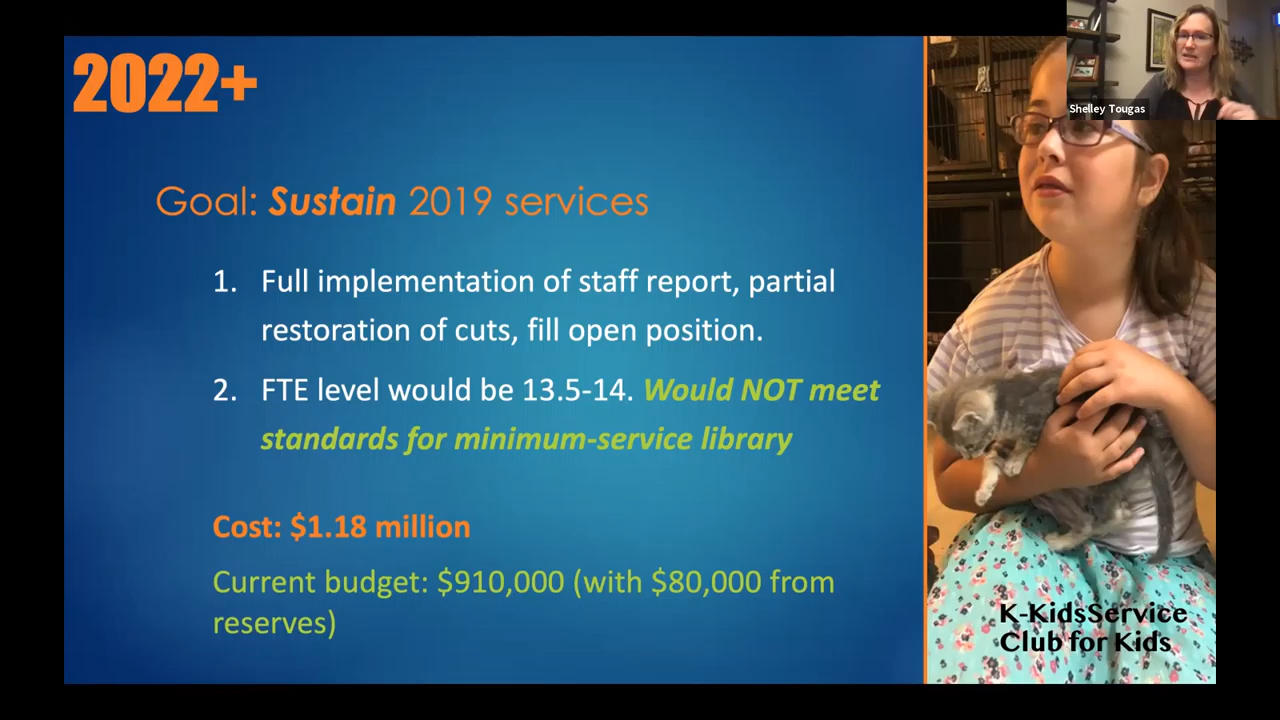 2022+
Shelley Tougas
Goal: Sustain 2019 services
1. Full implementation of staff report, partial
restoration of cuts, fill open position.
2. FTE level would be 13.5-14. Would NOT meet
standards for minimum-service library
Cost: $1.18 million
Current budget: $910,000 (with $80,000 from
reserves)
K-KidsService
Club for Kids